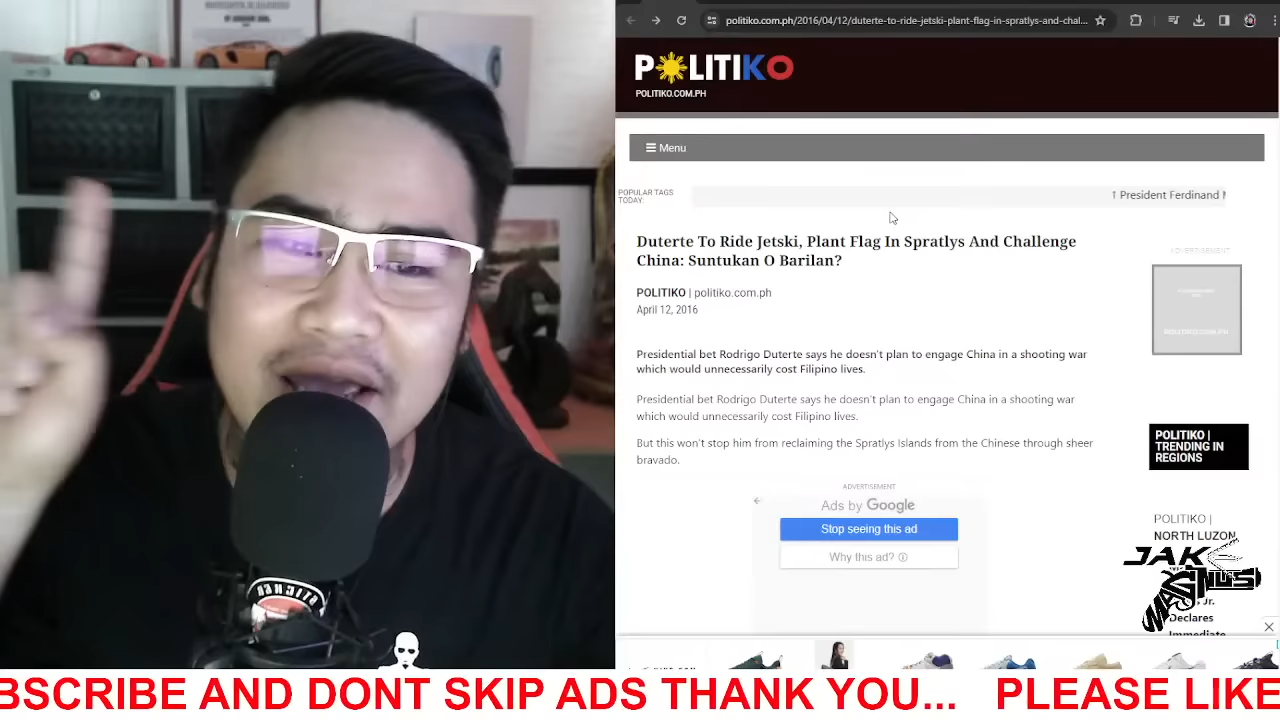 politiko.com.ph/2016/04/12/duterte-to-ride-jetski-plant-flag-in-spratlys-and-chal...
POLITIKO
POLITIKO.COM.PH
Menu
POPULAR TAGS
TODAY:
President Ferdinand
Duterte To Ride Jetski, Plant Flag In Spratlys And Challenge
China: Suntukan O Barilan?
POLITIKO | politiko.com.ph
April 12, 2016
Presidential bet Rodrigo Duterte says he doesn't plan to engage China in a shooting war
which would unnecessarily cost Filipino lives.
Presidential bet Rodrigo Duterte says he doesn't plan to engage China in a shooting war
which would unnecessarily cost Filipino lives.
But this won't stop him from reclaiming the Spratlys Islands from the Chinese through sheer
bravado.
ADVERTISEMENT
Ads by Google
Stop seeing this ad
Why this ad?
ADVERTISEMENT
POLITIKO.COM.PH
POLITIKO |
TRENDING IN
REGIONS
POLITIKO |
NORTH LUZON
JAK
Jr.
Declares
Immediate
BSCRIBE AND DONT SKIP ADS THANK YOU... PLEASE LIKE